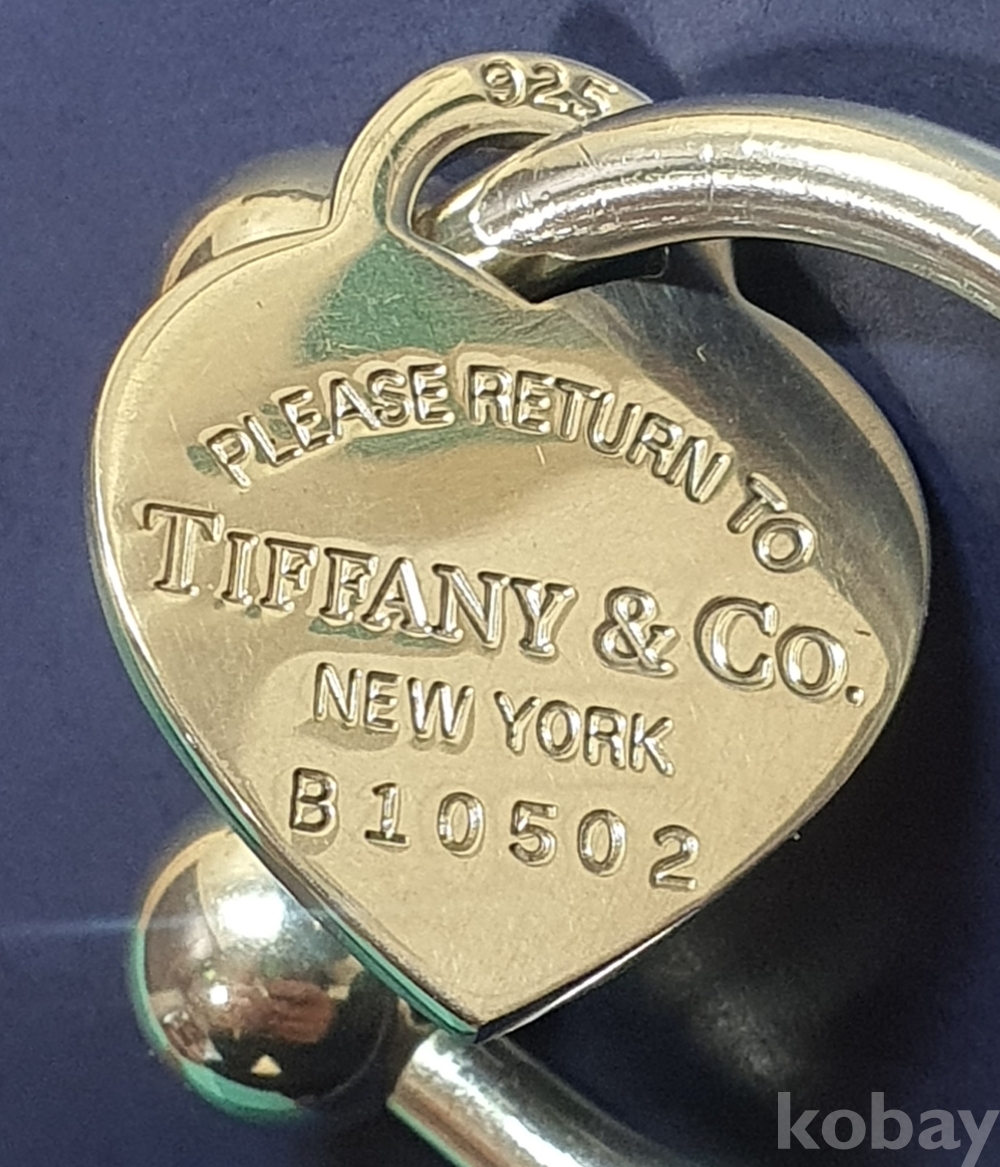 925
PLEASE RETURN TO
TIFFANY & CO.
NEW YORK
B10502
kobay